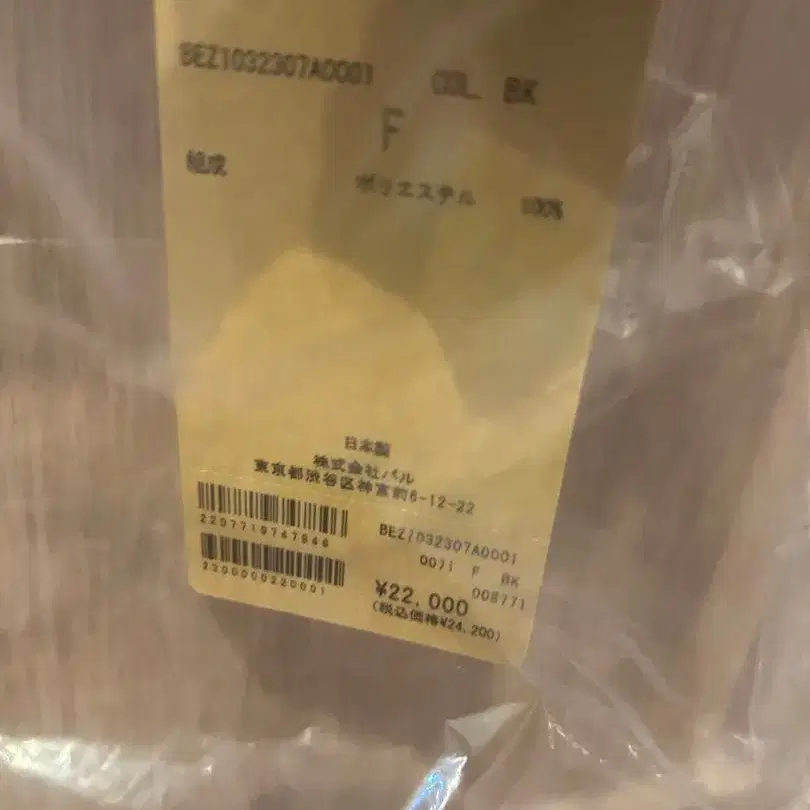 BEZ1032307A0001 COL BK
F
組成 ポリエステル 100%
日本製
株式会社パル
東京都渋谷区神宮前6-12-22
2207719747846
BEZ1032307A0001
0071 F BK
2300000220001
008771
¥22,000
(税込価格¥24,200)